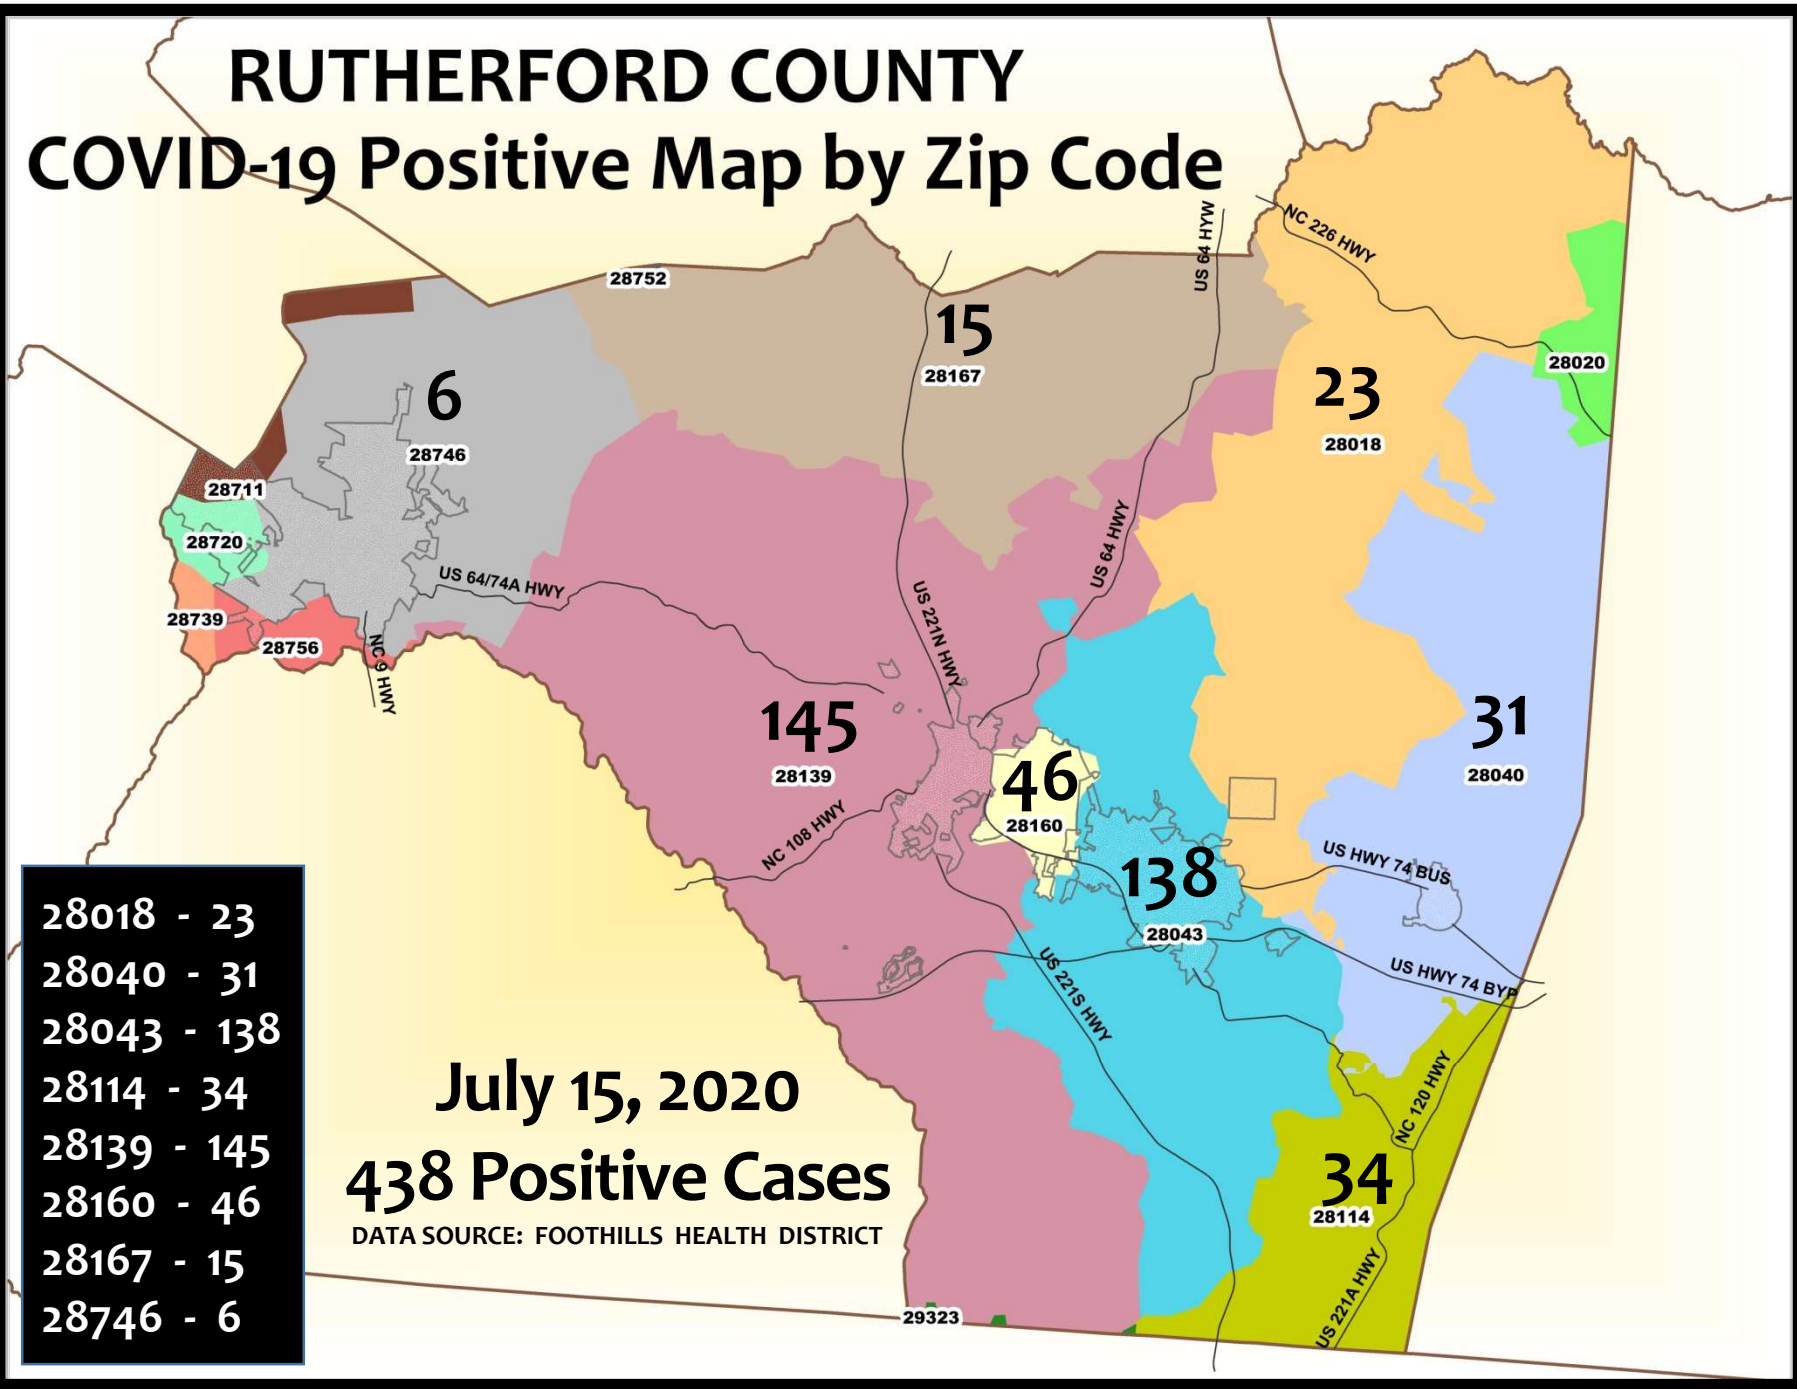 RUTHERFORD COUNTY
COVID-19 Positive Map by Zip Code
US 64 HYW
NC 226 HWY
28752
15
28167
28020
6
23
28746
28018
28711
28720
US 64/74A HWY
US 64 HWY
US 221N HWY
28739
28756
NC 9 HWY
145
31
28139
46
28040
28160
NC 108 HWY
US HWY 74 BUS
138
28043
US 221S HWY
US HWY 74 BYP
28018 - 23
28040 - 31
28043 - 138
28114 - 34
28139 - 145
28160 - 46
28167 - 15
28746 - 6
July 15, 2020
438 Positive Cases
DATA SOURCE: FOOTHILLS HEALTH DISTRICT
NC 120 HWY
34
28114
US 221A HWY
29323